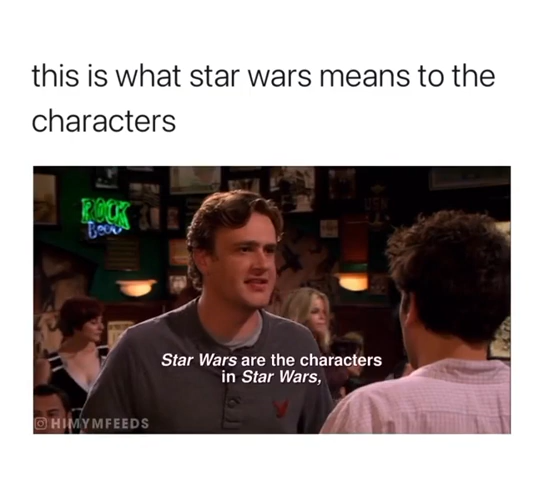 this is what star wars means to the
characters
ROCK
Beer
Star Wars are the characters
in Star Wars,
HIMYMFEEDS